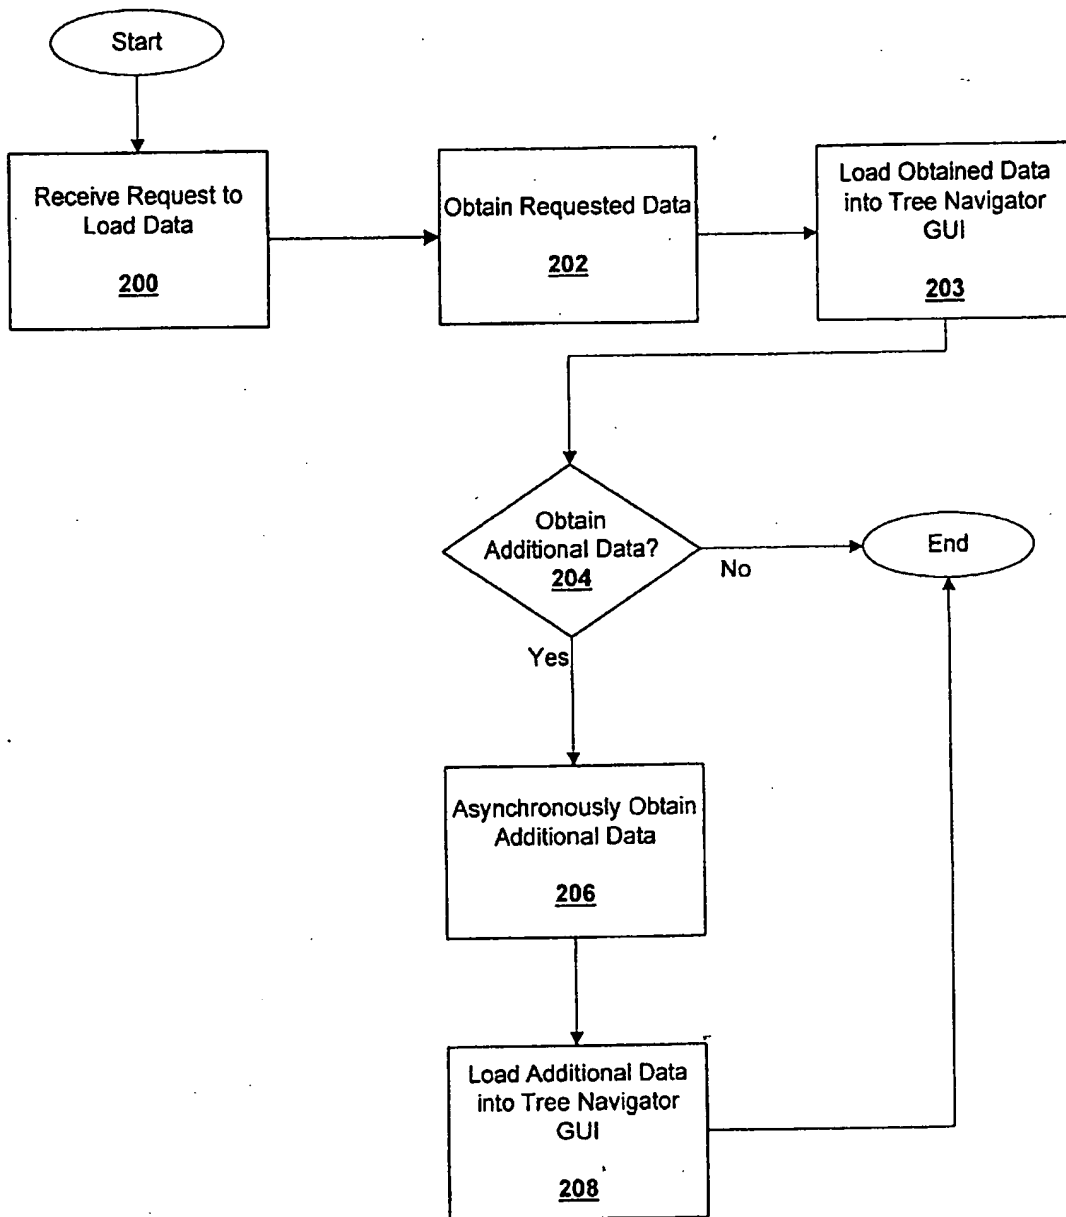 Start
Receive Request to
Load Data
200
Obtain Requested Data
202
Load Obtained Data
into Tree Navigator
GUI
203
Obtain
Additional Data?
204
No
End
Yes
Asynchronously Obtain
Additional Data
206
Load Additional Data
into Tree Navigator
GUI
208